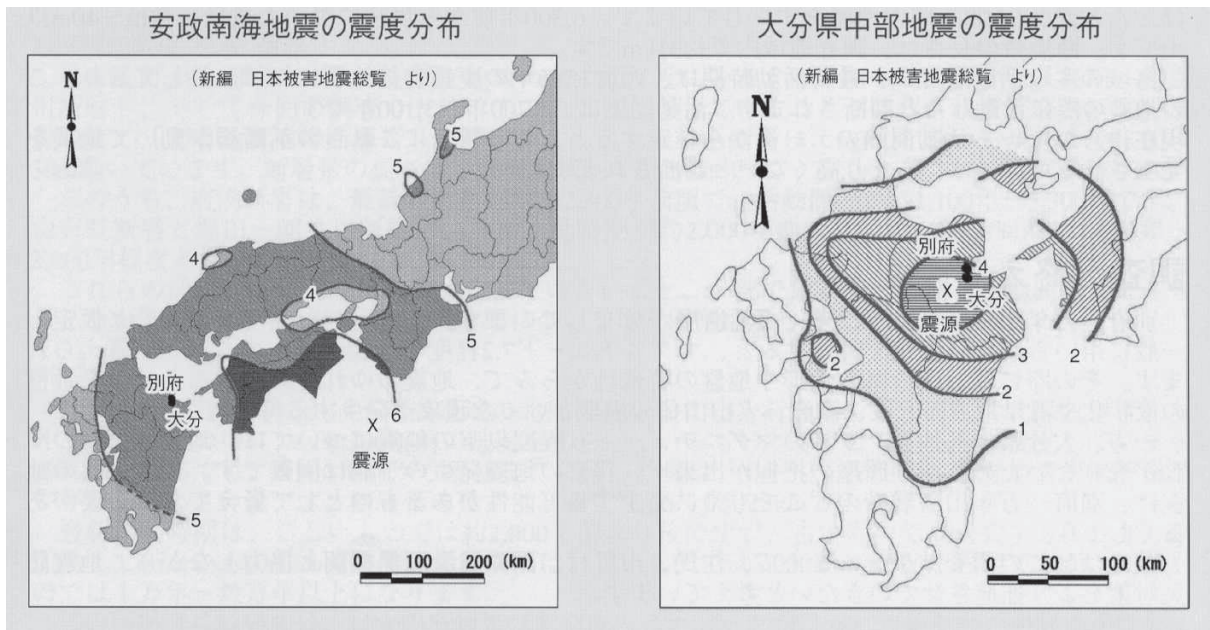 安政南海地震の震度分布
(新編 日本被害地震総覧 より)
N
5
5
4
4
5
別府
大分
6
X
震源
5
0 100 200 (km)
大分県中部地震の震度分布
(新編 日本被害地震総覧 より)
N
別府
4
X
大分
震源
2
3
2
2
1
0 50 100 (km)